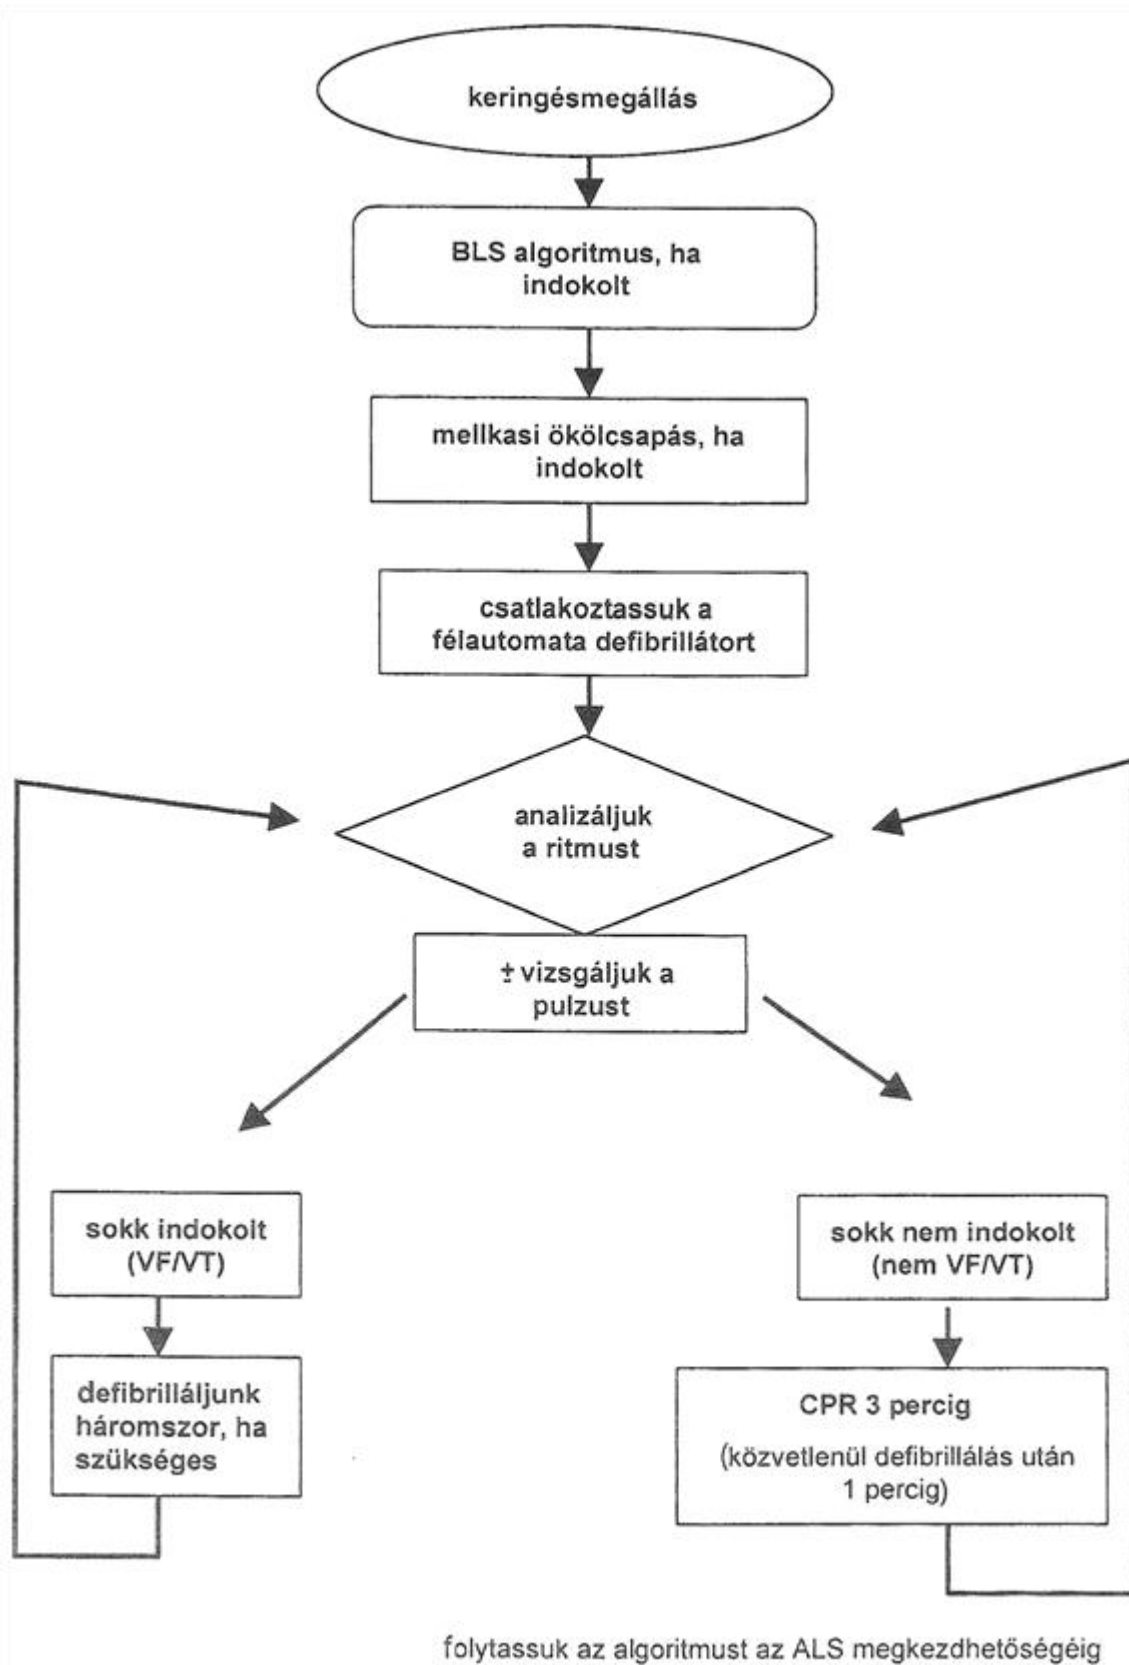 keringésmegállás
BLS algoritmus, ha
indokolt
mellkasi ökölcsapás, ha
indokolt
csatlakoztassuk a
félautomata defibrillátort
analizáljuk
a ritmust
± vizsgáljuk a
pulzust
sokk indokolt
(VF/VT)
defibrilláljunk
háromszor, ha
szükséges
sokk nem indokolt
(nem VF/VT)
CPR 3 percig
(közvetlenül defibrillálás után
1 percig)
folytassuk az algoritmust az ALS megkezdhetőségéig